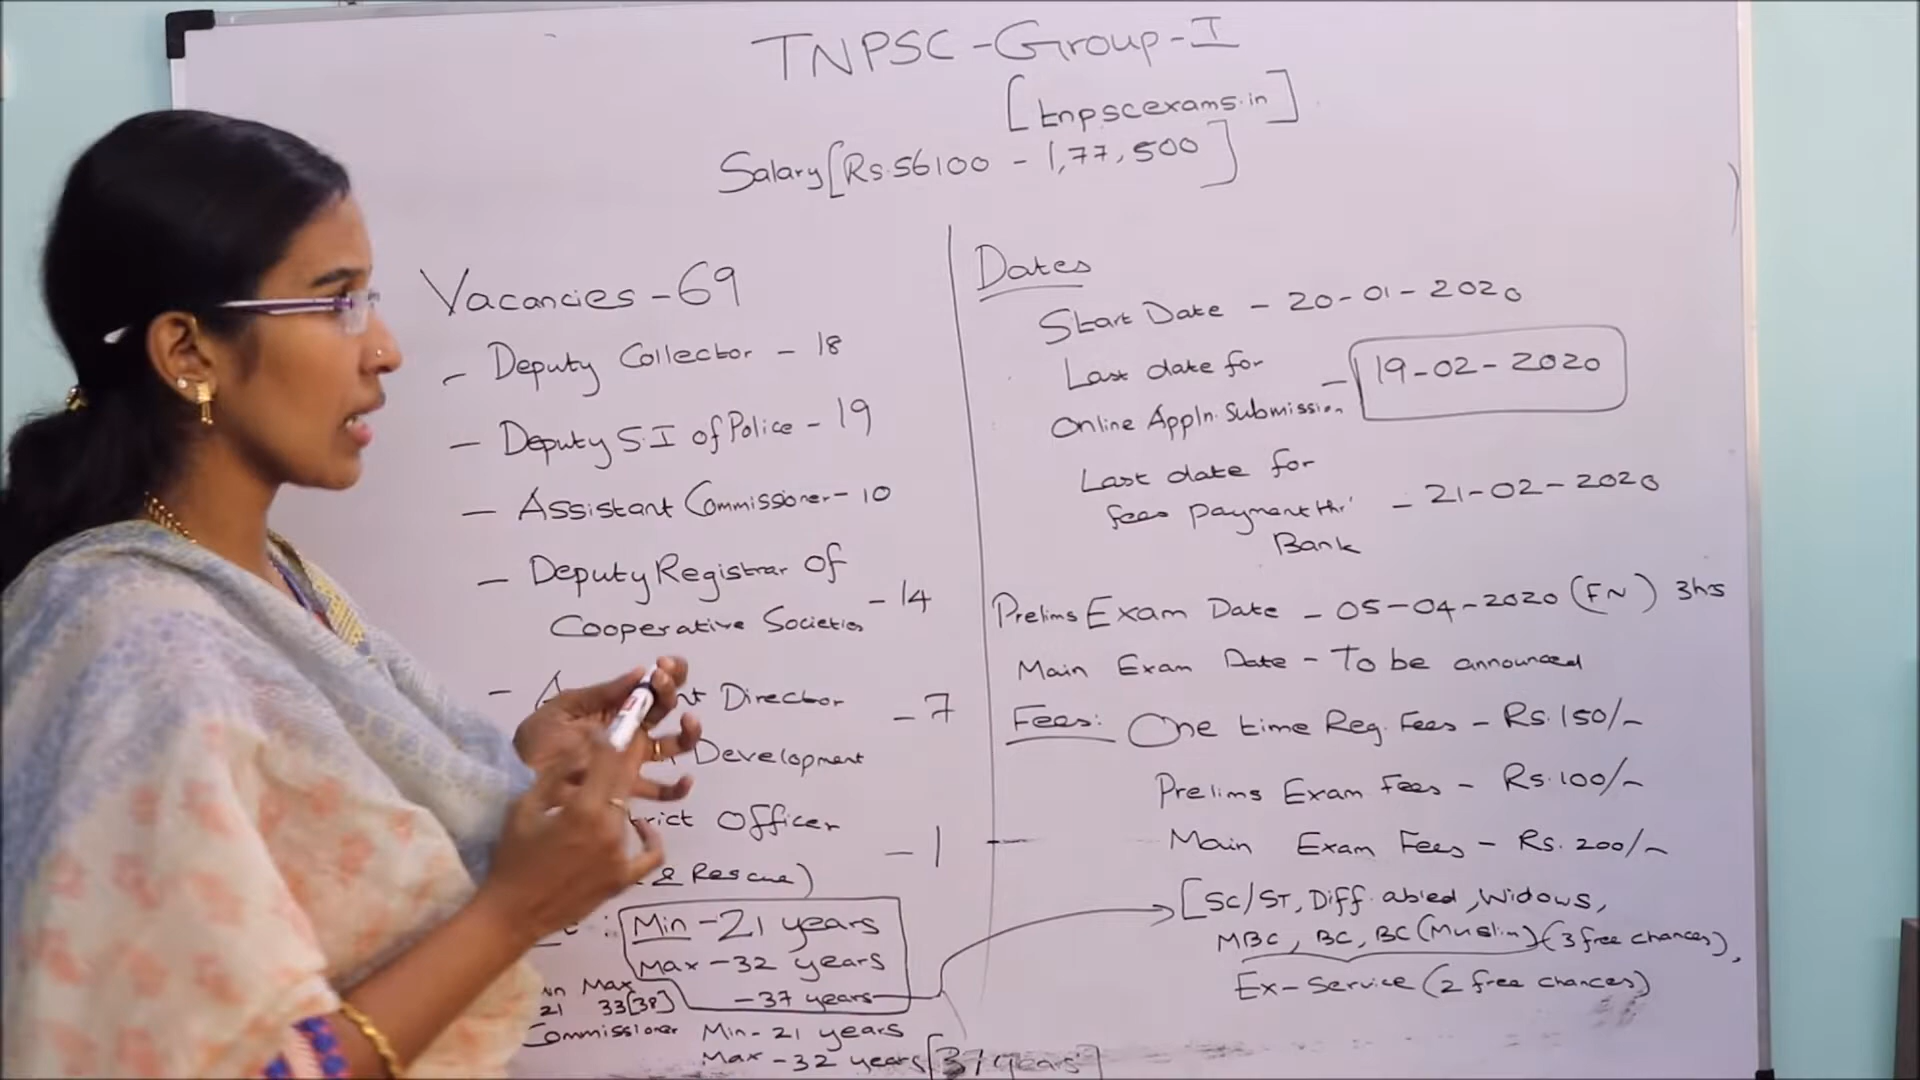 TNPSC-Group-I
[tnpscexams.in]
Salary[Rs.56100 - 1,77,500]
Vacancies-69
- Deputy Collector - 18
- Deputy S.I of Police - 19
- Assistant Commissioner - 10
- Deputy Registrar of
Cooperative Societies - 14
- Director - 7
Development
Officer
& Rescue) - 1
: Min -21 years
Max -32 years
-37 years
Max
21 33[38]
Commissioner Min- 21 years
Max -32 years[37 years]
Dates
Start Date - 20-01-2020
Last date for
Online Appln. Submission - 19-02-2020
Last date for
fees payment thr'
Bank - 21-02-2020
Prelims Exam Date - 05-04-2020 (FN) 3hrs
Main Exam Date - To be announced
Fees: One time Reg. Fees - Rs.150/-
Prelims Exam Fees - Rs.100/-
Main Exam Fees - Rs.200/-
[SC/ST, Diff.abled, Widows,
MBC, BC, BC(Muslim)(3 free chances),
Ex-Service (2 free chances)